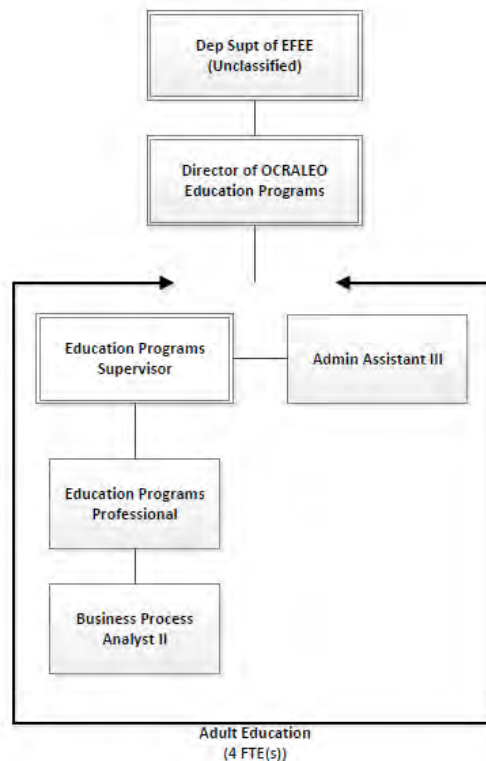 Dep Supt of EFEE
(Unclassified)
Director of OCRALEO
Education Programs
Education Programs
Supervisor
Admin Assistant III
Education Programs
Professional
Business Process
Analyst II
Adult Education
(4 FTE(s))